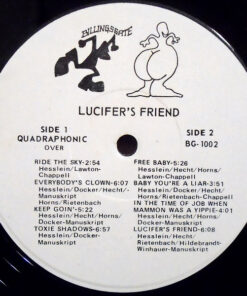 BILLINGSGATE
LUCIFER'S FRIEND
SIDE 1
QUADRAPHONIC
OVER
SIDE 2
BG-1002
RIDE THE SKY-2:54
Hesslein/Lawton-
Chappell
EVERYBODY'S CLOWN-6:07
Hesslein/Docker/Hecht/-
Manuskript
Horns/Rietenbach
KEEP GOIN'-5:22
Hesslein/Hecht/Horns/
Docker-Manuskript
TOXIE SHADOWS-6:57
Hesslein/Docker-
Manuskript
FREE BABY-5:26
Hesslein/Hecht/Horns/
Lawton-Chappell
BABY YOU'RE A LIAR-3:51
Hesslein/Docker/Hecht/
Horns/Rietenbach-Chappell
IN THE TIME OF JOB WHEN
MAMMON WAS A YIPPIE-4:01
Hesslein/Hecht/Horns/
Docker-Manuskript
LUCIFER'S FRIEND-6:08
Hesslein/Hecht/
Rietenbach/Hildebrandt-
Winhauer-Manuskript